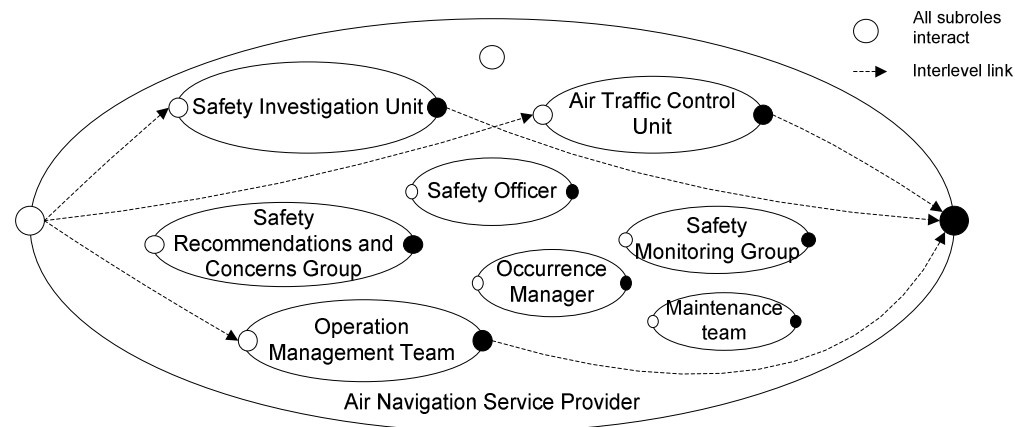 All subroles
interact
Interlevel link
Safety Investigation Unit
Air Traffic Control
Unit
Safety Officer
Safety
Recommendations and
Concerns Group
Safety
Monitoring Group
Occurrence
Manager
Maintenance
team
Operation
Management Team
Air Navigation Service Provider